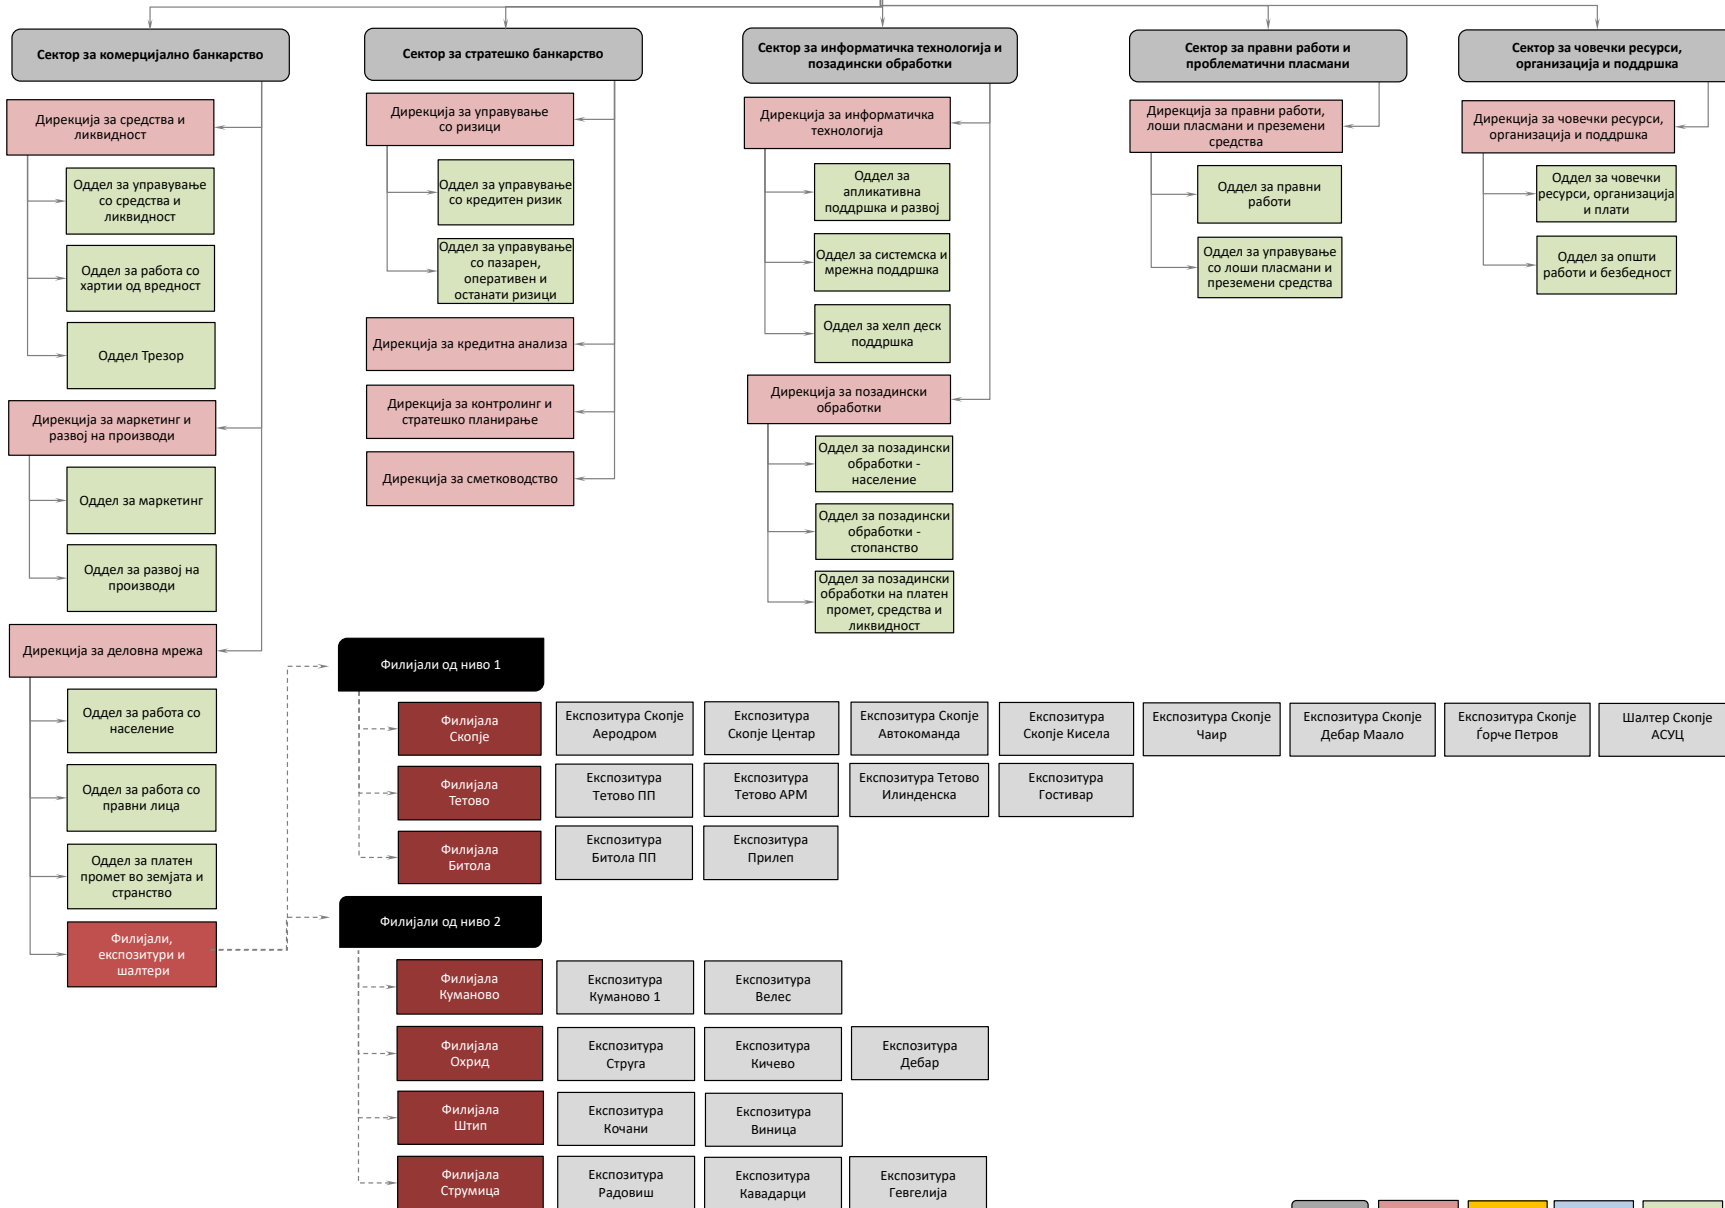 Сектор за комерцијално банкарство
Дирекција за средства и
ликвидност
Оддел за управување
со средства и
ликвидност
Оддел за работа со
хартии од вредност
Оддел Трезор
Дирекција за маркетинг и
развој на производи
Оддел за маркетинг
Оддел за развој на
производи
Дирекција за деловна мрежа
Оддел за работа со
население
Оддел за работа со
правни лица
Оддел за платен
промет во земјата и
странство
Филијали,
експозитури и
шалтери
Сектор за стратешко банкарство
Дирекција за управување
со ризици
Оддел за управување
со кредитен ризик
Оддел за управување
со пазарен,
оперативен и
останати ризици
Дирекција за кредитна анализа
Дирекција за контролинг и
стратешко планирање
Дирекција за сметководство
Сектор за информатичка технологија и
позадински обработки
Дирекција за информатичка
технологија
Оддел за
апликативна
поддршка и развој
Оддел за системска и
мрежна поддршка
Оддел за хелп деск
поддршка
Дирекција за позадински
обработки
Оддел за позадински
обработки -
население
Оддел за позадински
обработки -
стопанство
Оддел за позадински
обработки на платен
промет, средства и
ликвидност
Сектор за правни работи и
проблематични пласмани
Дирекција за правни работи,
лоши пласмани и преземени
средства
Оддел за правни
работи
Оддел за управување
со лоши пласмани и
преземени средства
Сектор за човечки ресурси,
организација и поддршка
Дирекција за човечки ресурси,
организација и поддршка
Оддел за човечки
ресурси, организација
и плати
Оддел за општи
работи и безбедност
Филијали од ниво 1
Филијала
Скопје
Експозитура Скопје
Аеродром
Експозитура
Скопје Центар
Експозитура Скопје
Автокоманда
Експозитура
Скопје Кисела
Експозитура Скопје
Чаир
Експозитура Скопје
Дебар Маало
Експозитура Скопје
Ѓорче Петров
Шалтер Скопје
АСУЦ
Филијала
Тетово
Експозитура
Тетово ПП
Експозитура
Тетово АРМ
Експозитура Тетово
Илинденска
Експозитура
Гостивар
Филијала
Битола
Експозитура
Битола ПП
Експозитура
Прилеп
Филијали од ниво 2
Филијала
Куманово
Експозитура
Куманово 1
Експозитура
Велес
Филијала
Охрид
Експозитура
Струга
Експозитура
Кичево
Експозитура
Дебар
Филијала
Штип
Експозитура
Кочани
Експозитура
Виница
Филијала
Струмица
Експозитура
Радовиш
Експозитура
Кавадарци
Експозитура
Гевгелија